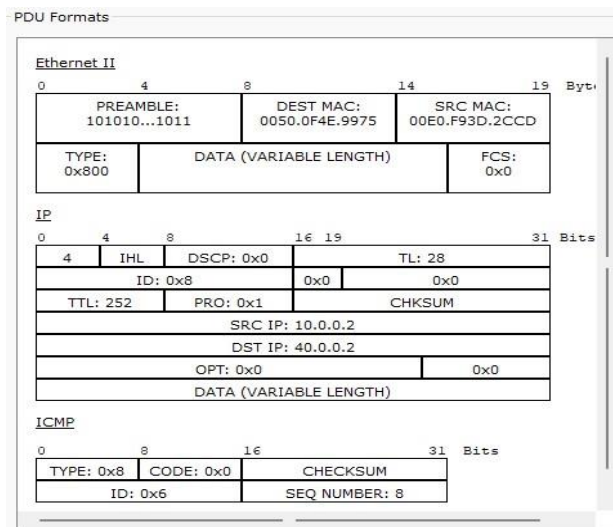 PDU Formats
Ethernet II
0 4 8 14 19 Byte
PREAMBLE: DEST MAC: SRC MAC:
101010...1011 0050.0F4E.9975 00E0.F93D.2CCD
TYPE: DATA (VARIABLE LENGTH) FCS:
0x800 0x0
IP
0 4 8 16 19 31 Bits
4 IHL DSCP: 0x0 TL: 28
ID: 0x8 0x0 0x0
TTL: 252 PRO: 0x1 CHKSUM
SRC IP: 10.0.0.2
DST IP: 40.0.0.2
OPT: 0x0 0x0
DATA (VARIABLE LENGTH)
ICMP
0 8 16 31 Bits
TYPE: 0x8 CODE: 0x0 CHECKSUM
ID: 0x6 SEQ NUMBER: 8